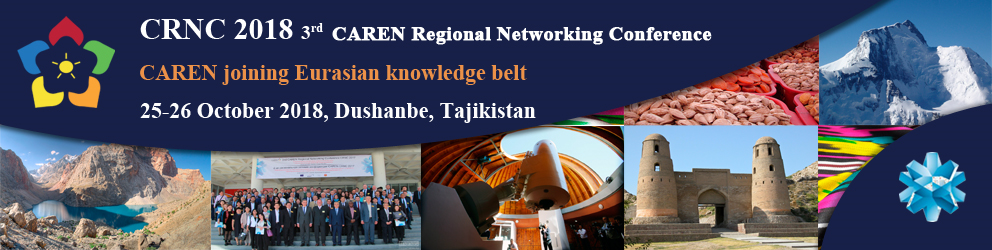 CRNC 2018 3rd CAREN Regional Networking Conference
CAREN joining Eurasian knowledge belt
25-26 October 2018, Dushanbe, Tajikistan